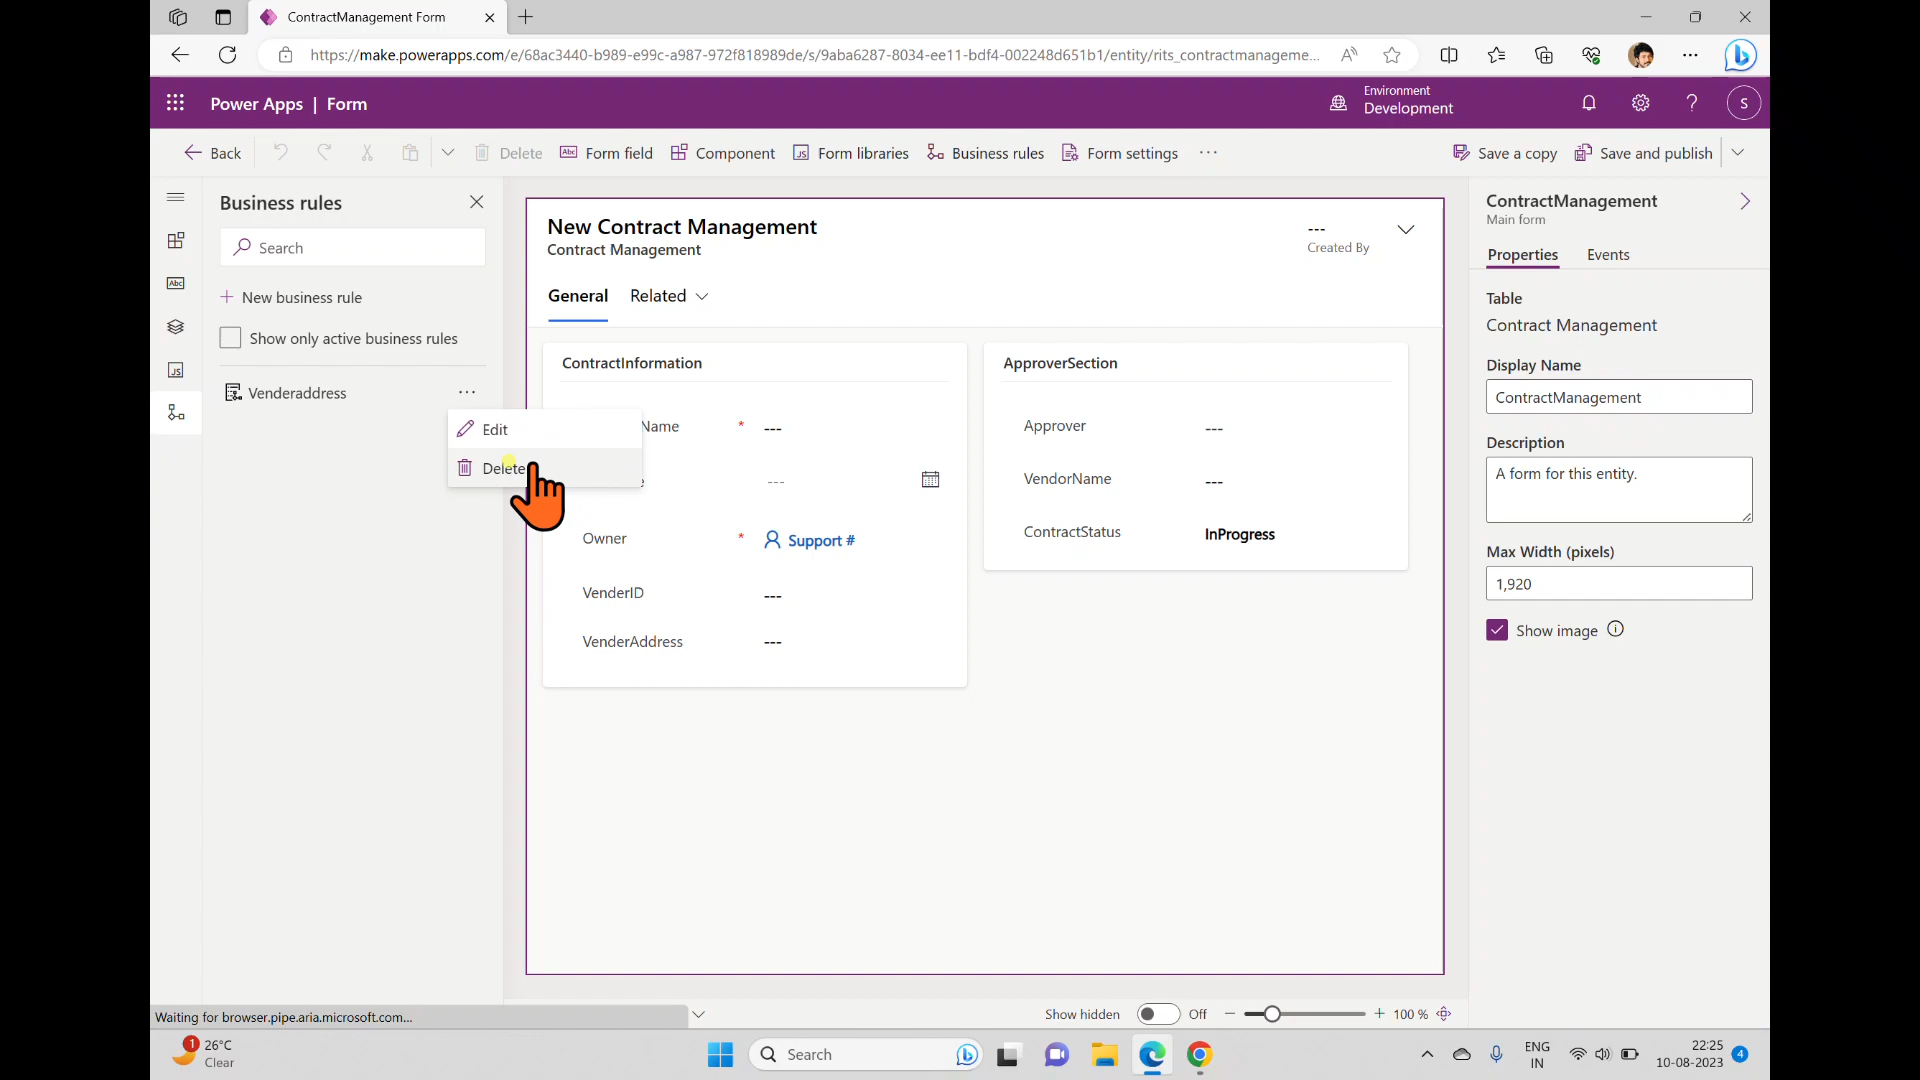 ContractManagement Form
https://make.powerapps.com/e/68ac3440-b989-e99c-a987-972f818989de/s/9aba6287-8034-ee11-bdf4-002248d651b1/entity/rits_contractmanageme...
Power Apps | Form
Environment
Development
S
Back
Delete
Form field
Component
Form libraries
Business rules
Form settings
Save a copy
Save and publish
Business rules
Search
New business rule
Show only active business rules
Venderaddress
Edit
Delete
New Contract Management
Contract Management
---
Created By
General
Related
ContractInformation
Name * ---
---
Owner * Support #
VenderID ---
VenderAddress ---
ApproverSection
Approver ---
VendorName ---
ContractStatus InProgress
ContractManagement
Main form
Properties
Events
Table
Contract Management
Display Name
ContractManagement
Description
A form for this entity.
Max Width (pixels)
1,920
Show image
Waiting for browser.pipe.aria.microsoft.com...
Show hidden
Off
100 %
1
26°C
Clear
Search
ENG
IN
22:25
10-08-2023
4